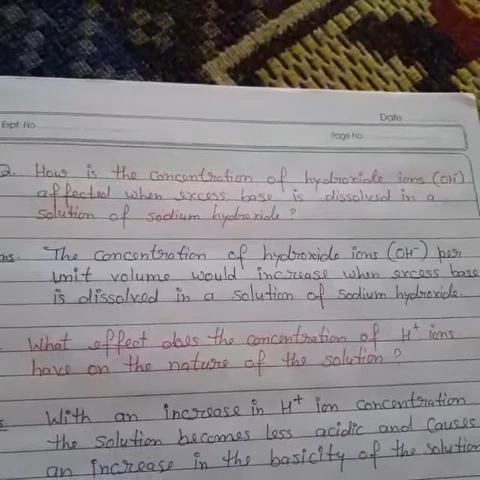 Date
Expt. No.
Page No.
2. How is the concentration of hydroxide ions (OH⁻)
affected when excess base is dissolved in a
solution of sodium hydroxide?
ns. The concentration of hydroxide ions (OH⁻) per
unit volume would increase when excess base
is dissolved in a solution of sodium hydroxide.
What effect does the concentration of H⁺ ions
have on the nature of the solution?
s. With an increase in H⁺ ion concentration
the solution becomes less acidic and causes
an increase in the basicity of the solution